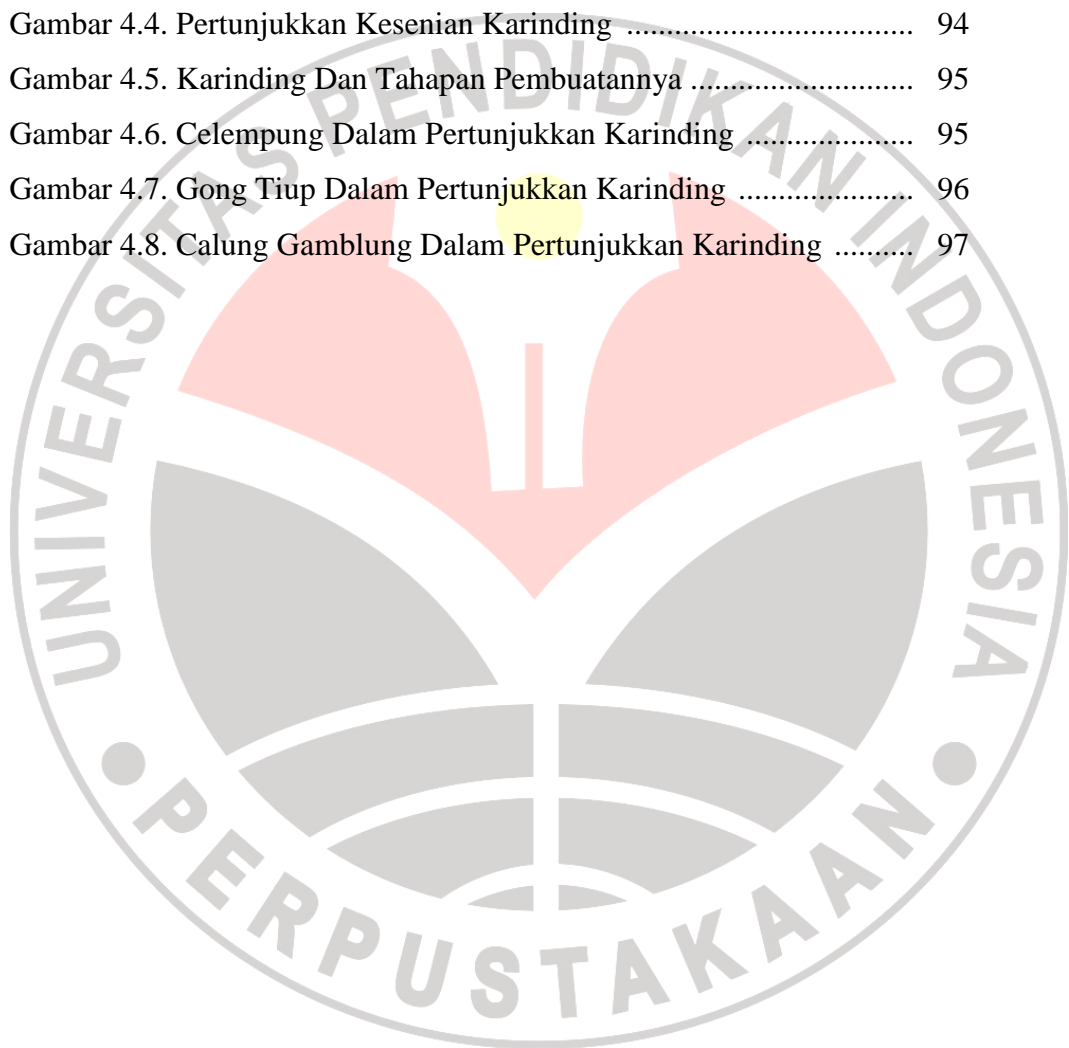 Gambar 4.4. Pertunjukkan Kesenian Karinding ................................... 94
Gambar 4.5. Karinding Dan Tahapan Pembuatannya ........................... 95
Gambar 4.6. Celempung Dalam Pertunjukkan Karinding .................... 95
Gambar 4.7. Gong Tiup Dalam Pertunjukkan Karinding ..................... 96
Gambar 4.8. Calung Gamblung Dalam Pertunjukkan Karinding .......... 97
UNIVERSITAS PENDIDIKAN INDONESIA
PERPUSTAKAAN